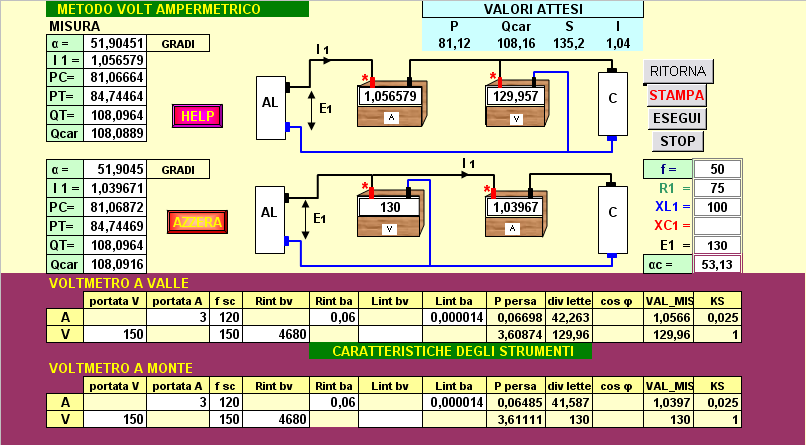 METODO VOLT AMPERMETRICO
VALORI ATTESI
P Qcar S I
81,12 108,16 135,2 1,04
MISURA
α = 51,90451 GRADI
I 1 = 1,056579
PC= 81,06664
PT= 84,74464
QT= 108,0964
Qcar 108,0889
HELP
AL
I 1
E1
*
1,056579
A
*
129,957
V
C
RITORNA
STAMPA
ESEGUI
STOP
α = 51,9045 GRADI
I 1 = 1,039671
PC= 81,06872
PT= 84,74469
QT= 108,0964
Qcar 108,0916
AZZERA
AL
E1
*
130
V
I 1
*
1,03967
A
C
f = 50
R1 = 75
XL1 = 100
XC1 =
E1 = 130
αc = 53,13
VOLTMETRO A VALLE
portata V portata A f sc Rint bv Rint ba Lint bv Lint ba P persa div lette cos φ VAL_MIS KS
A 3 120 0,06 0,000014 0,06698 42,263 1,0566 0,025
V 150 150 4680 3,60874 129,96 129,96 1
CARATTERISTICHE DEGLI STRUMENTI
VOLTMETRO A MONTE
portata V portata A f sc Rint bv Rint ba Lint bv Lint ba P persa div lette cos φ VAL_MIS KS
A 3 120 0,06 0,000014 0,06485 41,587 1,0397 0,025
V 150 150 4680 3,61111 130 130 1